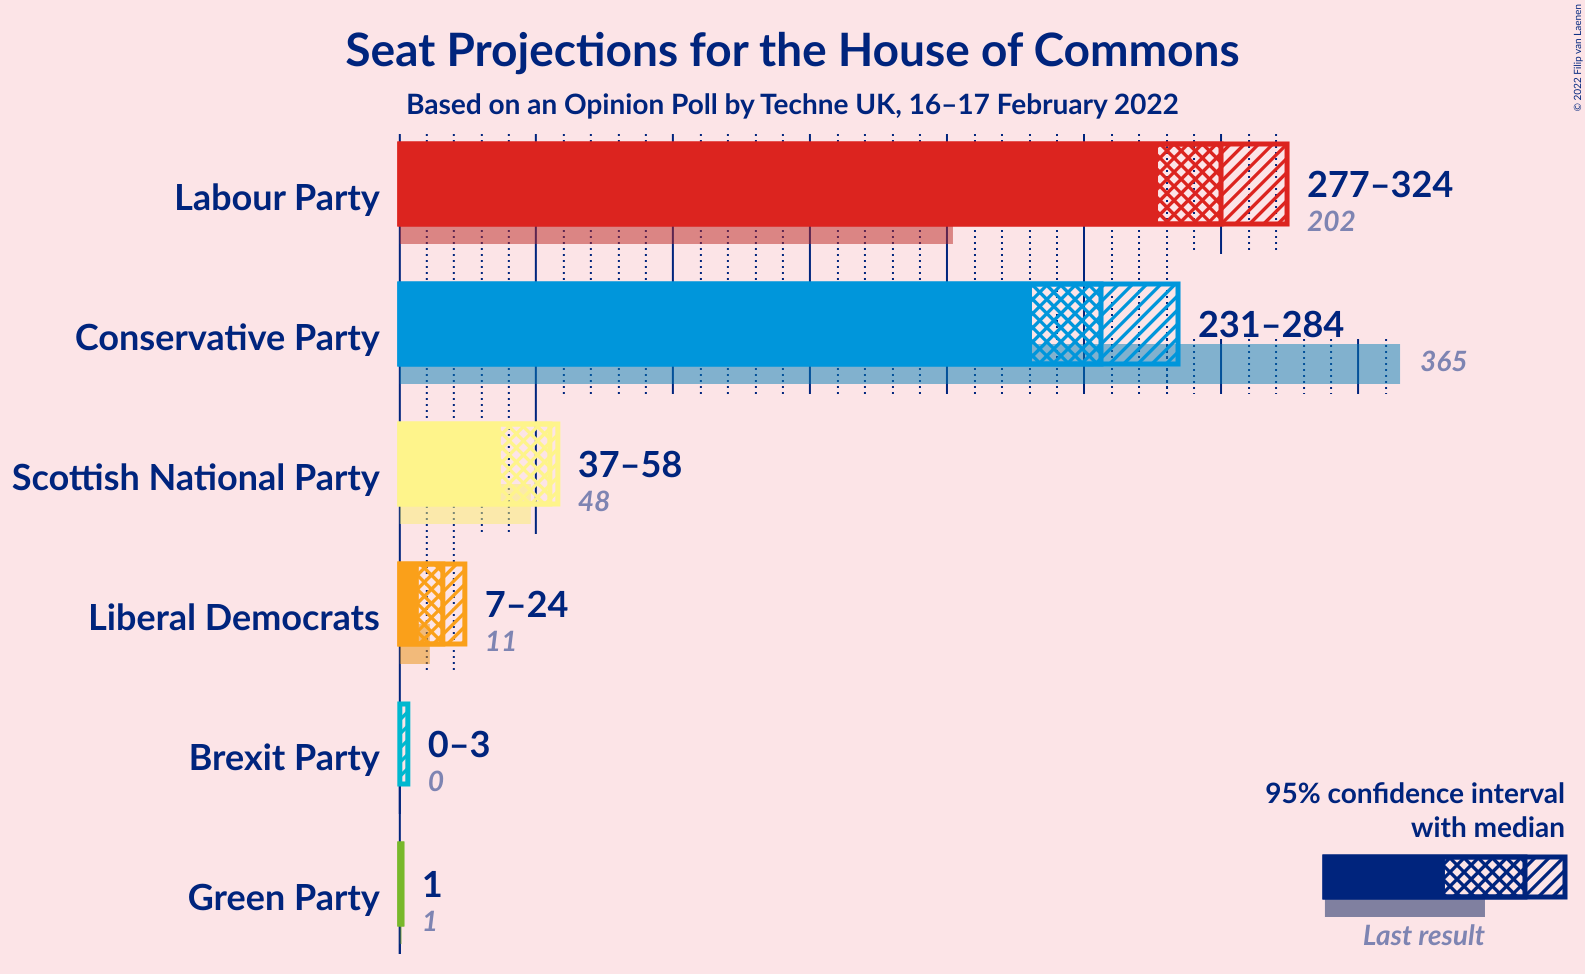 Seat Projections for the House of Commons
Based on an Opinion Poll by Techne UK, 16–17 February 2022
© 2022 Filip van Laenen
Labour Party
277–324
202
Conservative Party
231–284
365
Scottish National Party
37–58
48
Liberal Democrats
7–24
11
Brexit Party
0–3
0
Green Party
1
1
95% confidence interval
with median
Last result